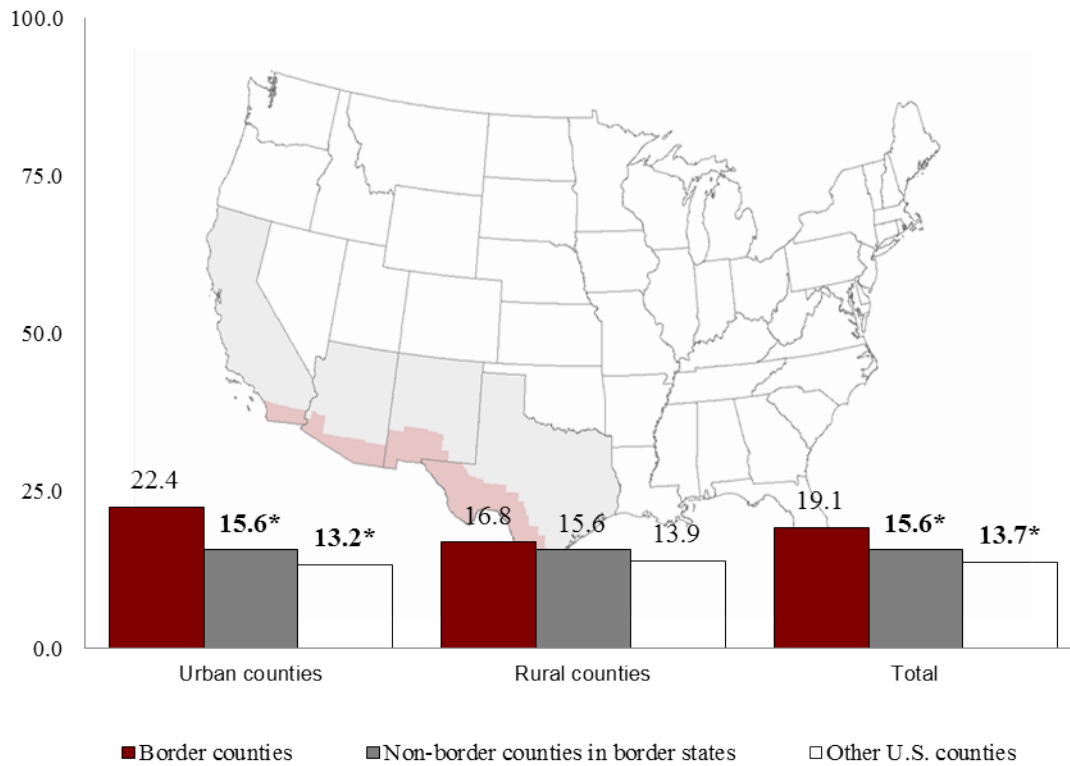 100.0
75.0
50.0
25.0
0.0
22.4
15.6*
13.2*
16.8
15.6
13.9
19.1
15.6*
13.7*
Urban counties
Rural counties
Total
Border counties
Non-border counties in border states
Other U.S. counties